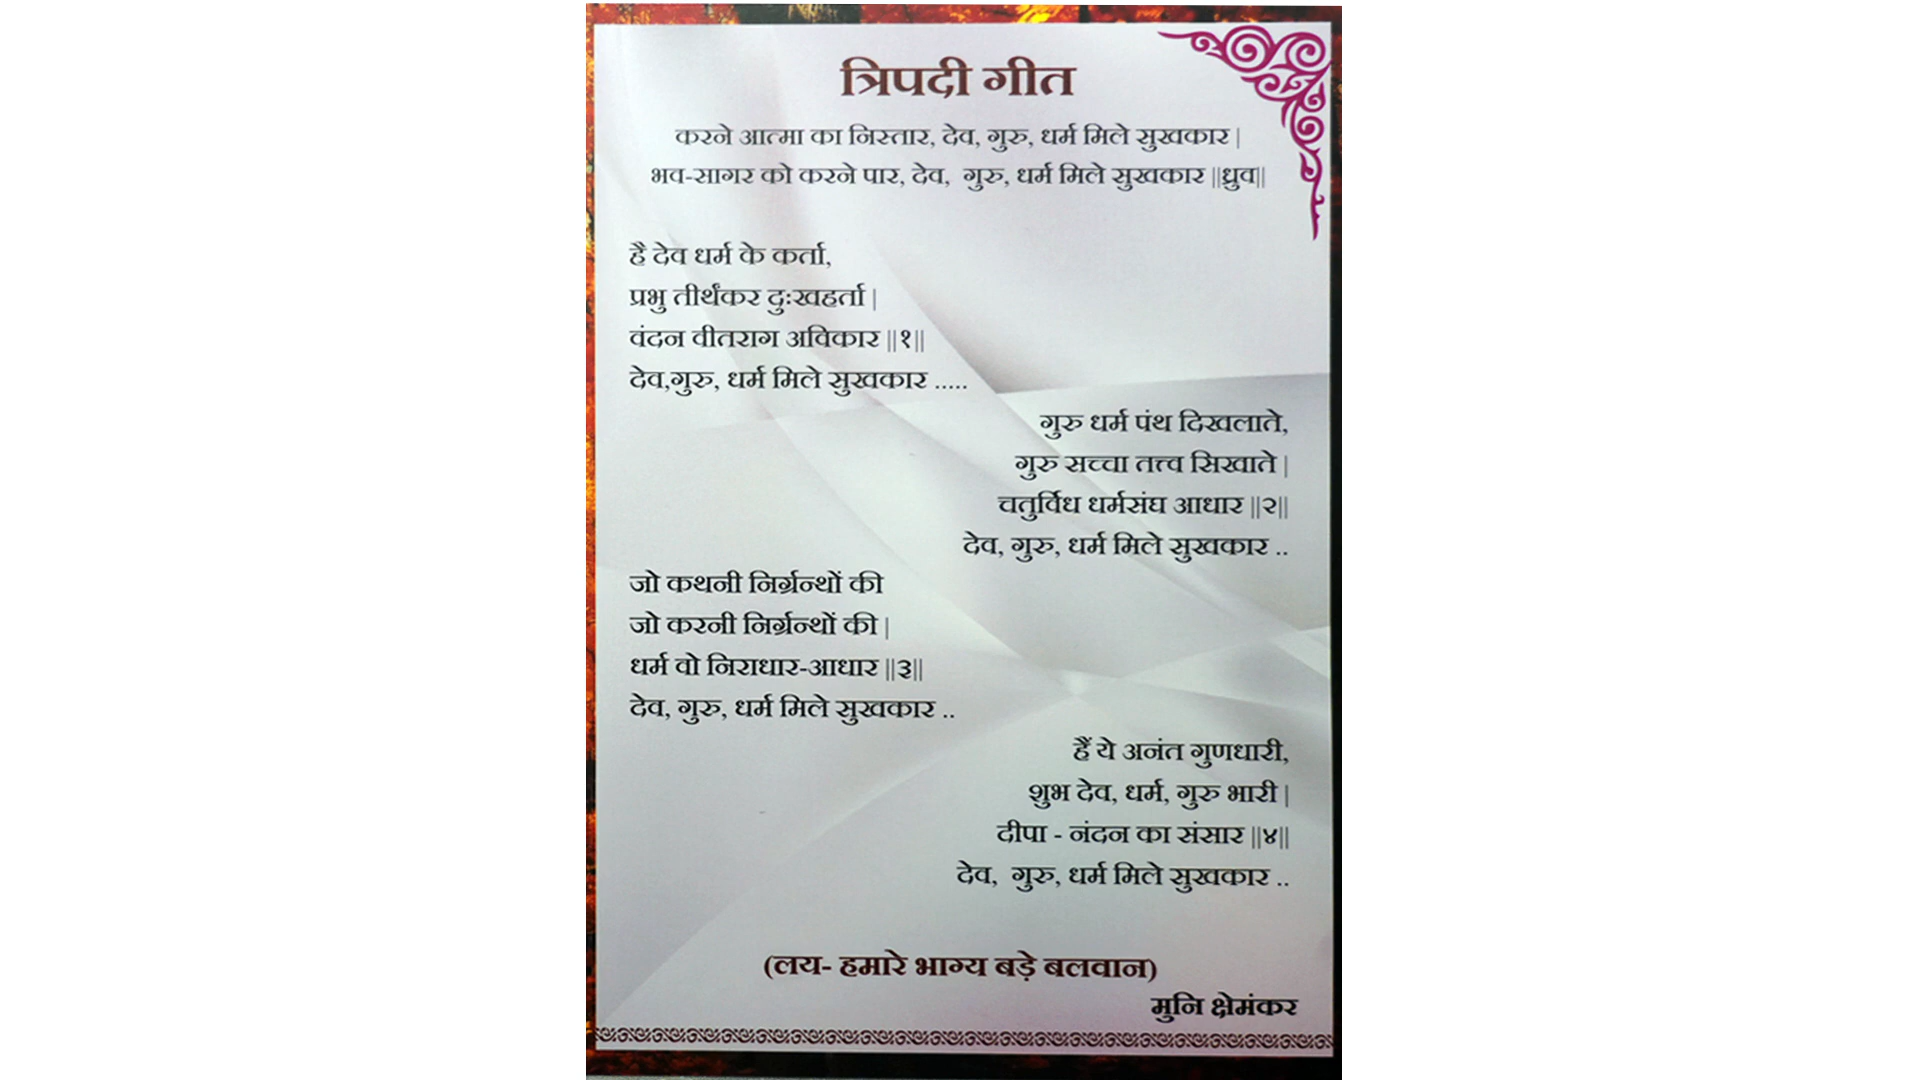 त्रिपदी गीत
करने आत्मा का निस्तार, देव, गुरु, धर्म मिले सुखकार |
भव-सागर को करने पार, देव, गुरु, धर्म मिले सुखकार ||ध्रुव||
है देव धर्म के कर्ता,
प्रभु तीर्थंकर दुःखहर्ता |
वंदन वीतराग अविकार ||१||
देव,गुरु, धर्म मिले सुखकार .....
गुरु धर्म पंथ दिखलाते,
गुरु सच्चा तत्त्व सिखाते |
चतुर्विध धर्मसंघ आधार ||२||
देव, गुरु, धर्म मिले सुखकार ..
जो कथनी निर्ग्रन्थों की
जो करनी निर्ग्रन्थों की |
धर्म वो निराधार-आधार ||३||
देव, गुरु, धर्म मिले सुखकार ..
हैं ये अनंत गुणधारी,
शुभ देव, धर्म, गुरु भारी |
दीपा - नंदन का संसार ||४||
देव, गुरु, धर्म मिले सुखकार ..
(लय- हमारे भाग्य बड़े बलवान)
मुनि क्षेमंकर